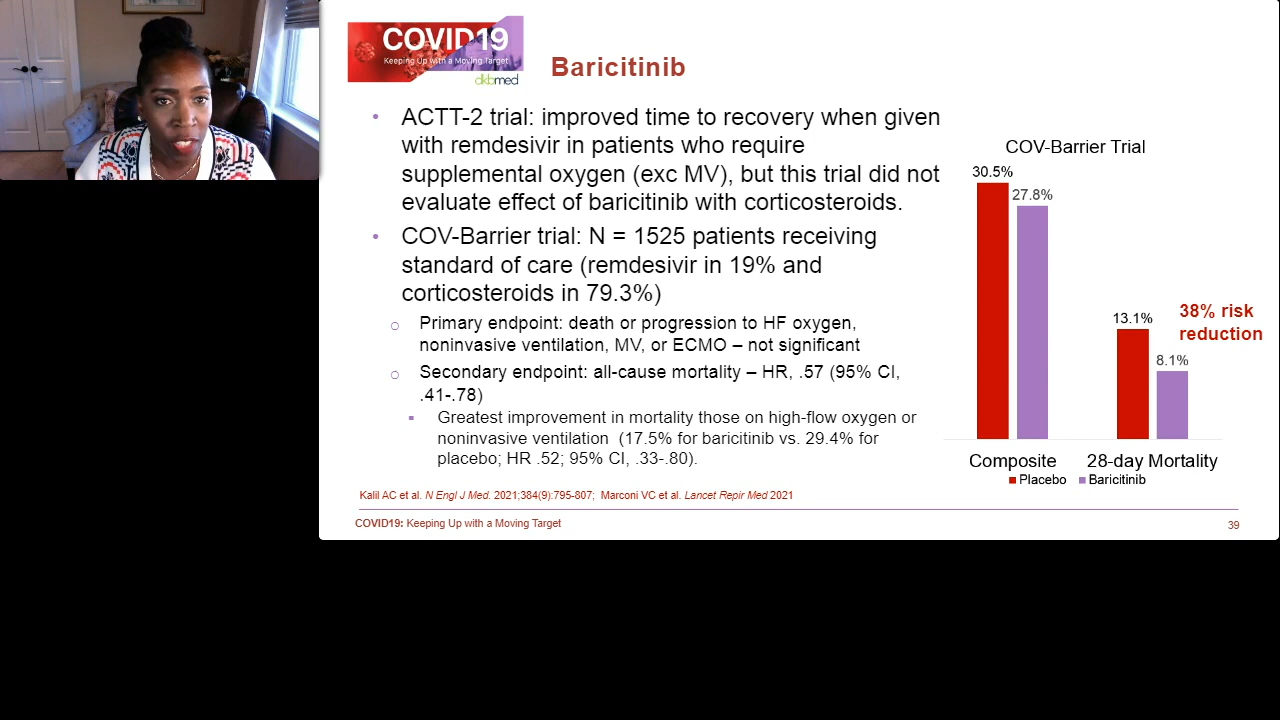 COVID19
Keeping Up with a Moving Target
dkbmed
Baricitinib
• ACTT-2 trial: improved time to recovery when given
with remdesivir in patients who require
supplemental oxygen (exc MV), but this trial did not
evaluate effect of baricitinib with corticosteroids.
• COV-Barrier trial: N = 1525 patients receiving
standard of care (remdesivir in 19% and
corticosteroids in 79.3%)
o Primary endpoint: death or progression to HF oxygen,
noninvasive ventilation, MV, or ECMO – not significant
o Secondary endpoint: all-cause mortality – HR, .57 (95% CI,
.41-.78)
▪ Greatest improvement in mortality those on high-flow oxygen or
noninvasive ventilation (17.5% for baricitinib vs. 29.4% for
placebo; HR .52; 95% CI, .33-.80).
COV-Barrier Trial
30.5%
27.8%
13.1%
8.1%
38% risk
reduction
Composite
28-day Mortality
Placebo
Baricitinib
Kalil AC et al. N Engl J Med. 2021;384(9):795-807; Marconi VC et al. Lancet Repir Med 2021
COVID19: Keeping Up with a Moving Target
39